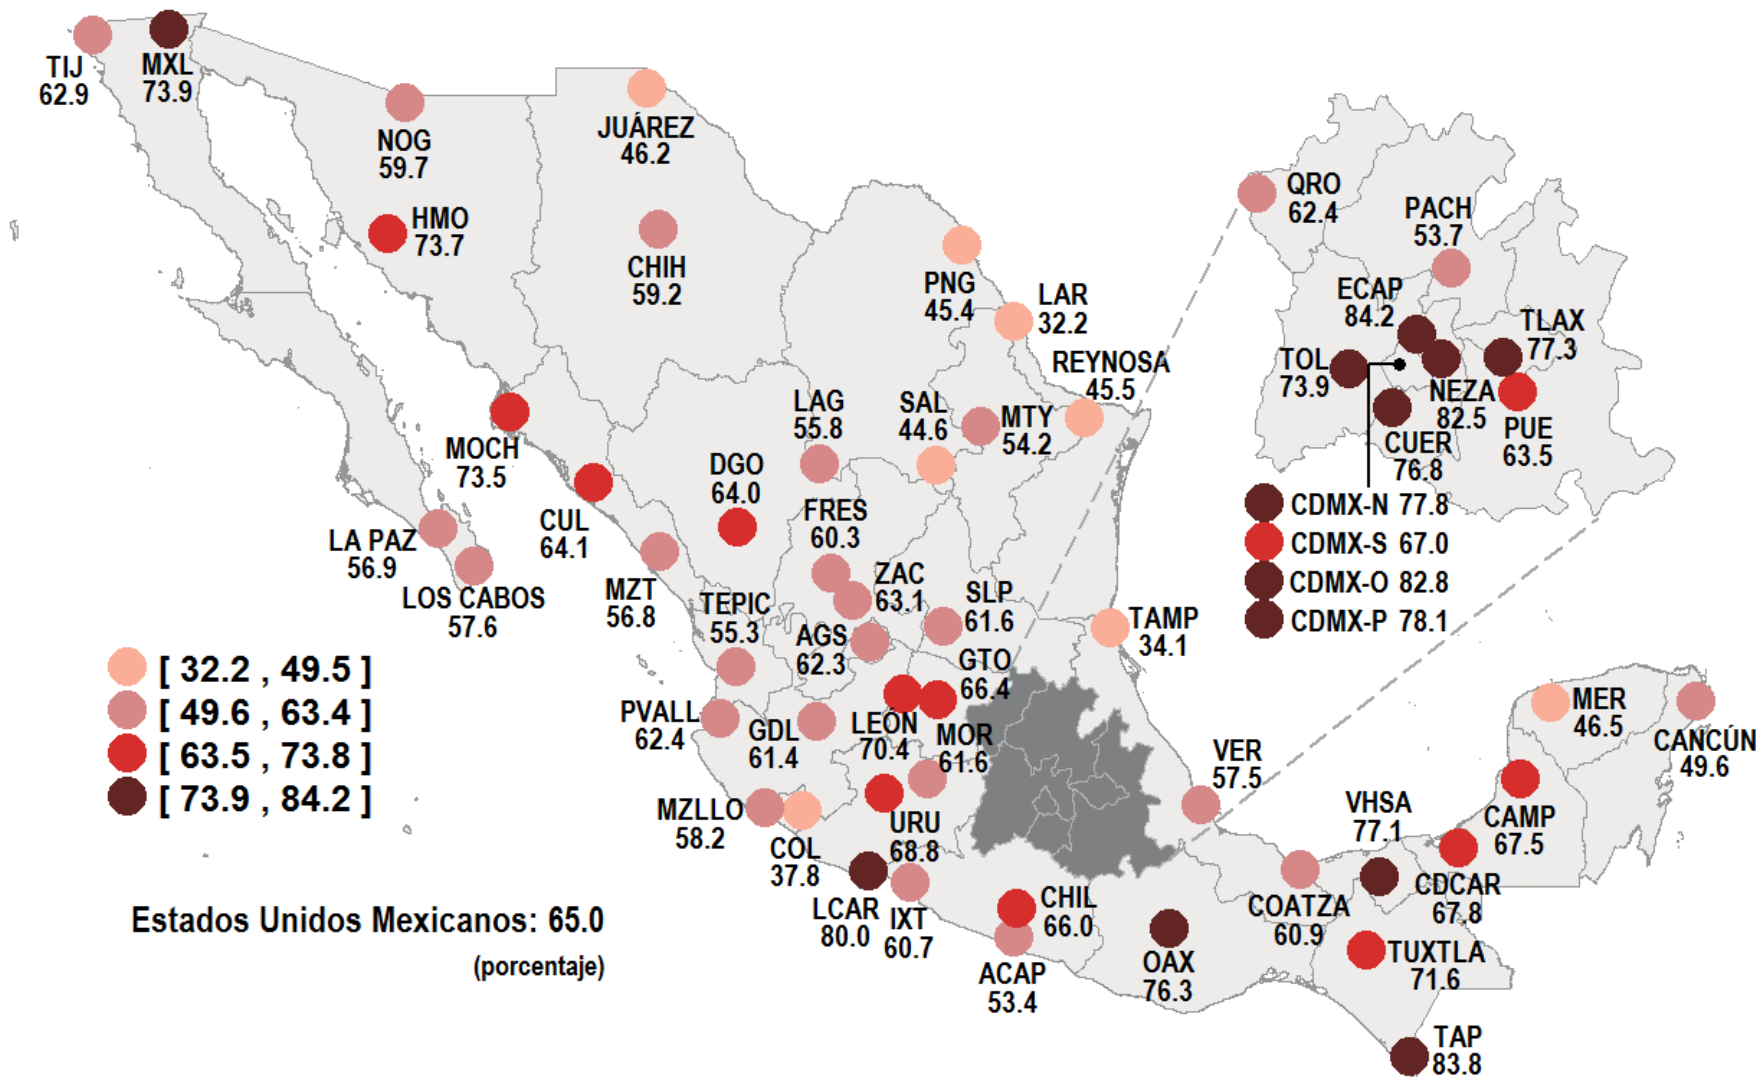 TIJ
62.9
MXL
73.9
NOG
59.7
JUÁREZ
46.2
HMO
73.7
CHIH
59.2
PNG
45.4
LAR
32.2
REYNOSA
45.5
QRO
62.4
PACH
53.7
ECAP
84.2
TLAX
77.3
TOL
73.9
NEZA
82.5
PUE
63.5
CUER
76.8
CDMX-N 77.8
CDMX-S 67.0
CDMX-O 82.8
CDMX-P 78.1
MOCH
73.5
LAG
55.8
SAL
44.6
MTY
54.2
DGO
64.0
CUL
64.1
FRES
60.3
LA PAZ
56.9
LOS CABOS
57.6
MZT
56.8
ZAC
63.1
TEPIC
55.3
AGS
62.3
SLP
61.6
TAMP
34.1
GTO
66.4
PVALL
62.4
GDL
61.4
LEÓN
70.4
MOR
61.6
VER
57.5
MER
46.5
CANCÚN
49.6
MZLLO
58.2
COL
37.8
URU
68.8
VHSA
77.1
CAMP
67.5
CDCAR
67.8
LCAR
80.0
IXT
60.7
CHIL
66.0
ACAP
53.4
OAX
76.3
COATZA
60.9
TUXTLA
71.6
TAP
83.8
[ 32.2 , 49.5 ]
[ 49.6 , 63.4 ]
[ 63.5 , 73.8 ]
[ 73.9 , 84.2 ]
Estados Unidos Mexicanos: 65.0
(porcentaje)